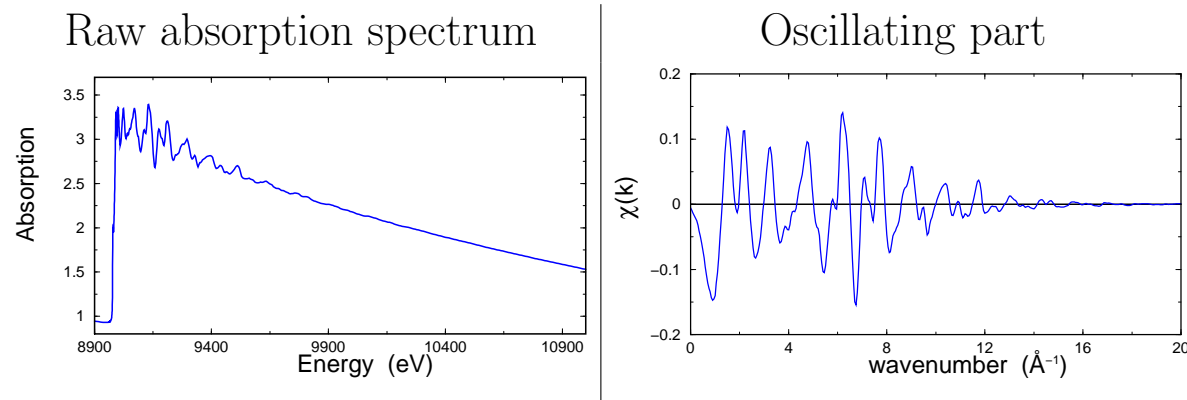 Raw absorption spectrum
3.5
3
2.5
2
1.5
1
Absorption
8900 9400 9900 10400 10900
Energy (eV)
Oscillating part
0.2
0.1
0
−0.1
−0.2
χ(k)
0 4 8 12 16 20
wavenumber (Å⁻¹)